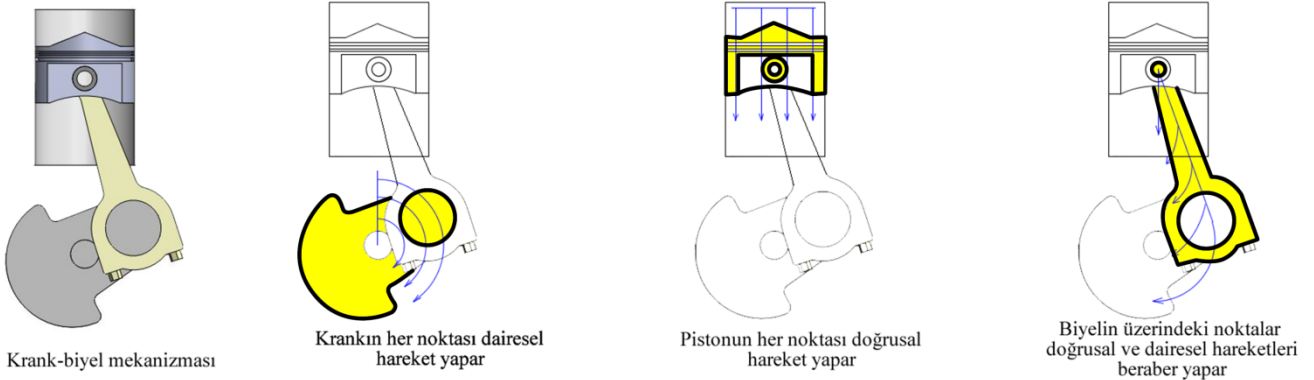 Krank-biyel mekanizması
Krankın her noktası dairesel
hareket yapar
Pistonun her noktası doğrusal
hareket yapar
Biyelin üzerindeki noktalar
doğrusal ve dairesel hareketleri
beraber yapar